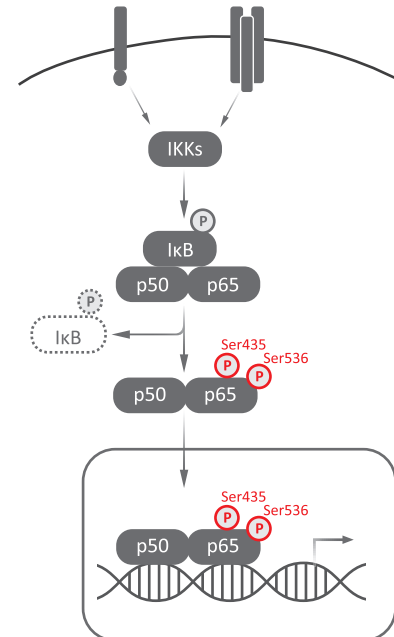 IKKs
P
IκB
p50 p65
P
IκB
Ser435
Ser536
P P
p50 p65
Ser435
Ser536
P P
p50 p65